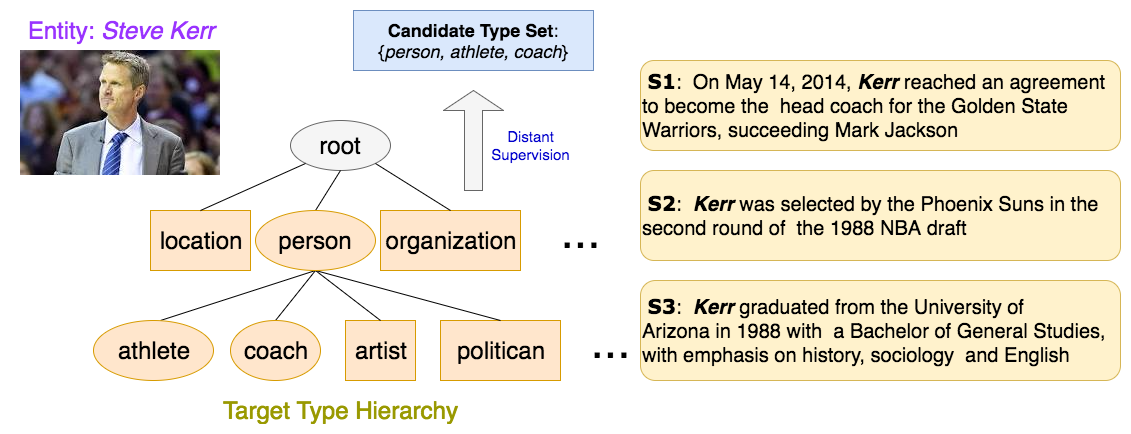 Entity: Steve Kerr
Candidate Type Set:
{person, athlete, coach}
Distant
Supervision
root
location
person
organization
...
athlete
coach
artist
politican
...
Target Type Hierarchy
S1: On May 14, 2014, Kerr reached an agreement
to become the head coach for the Golden State
Warriors, succeeding Mark Jackson
S2: Kerr was selected by the Phoenix Suns in the
second round of the 1988 NBA draft
S3: Kerr graduated from the University of
Arizona in 1988 with a Bachelor of General Studies,
with emphasis on history, sociology and English